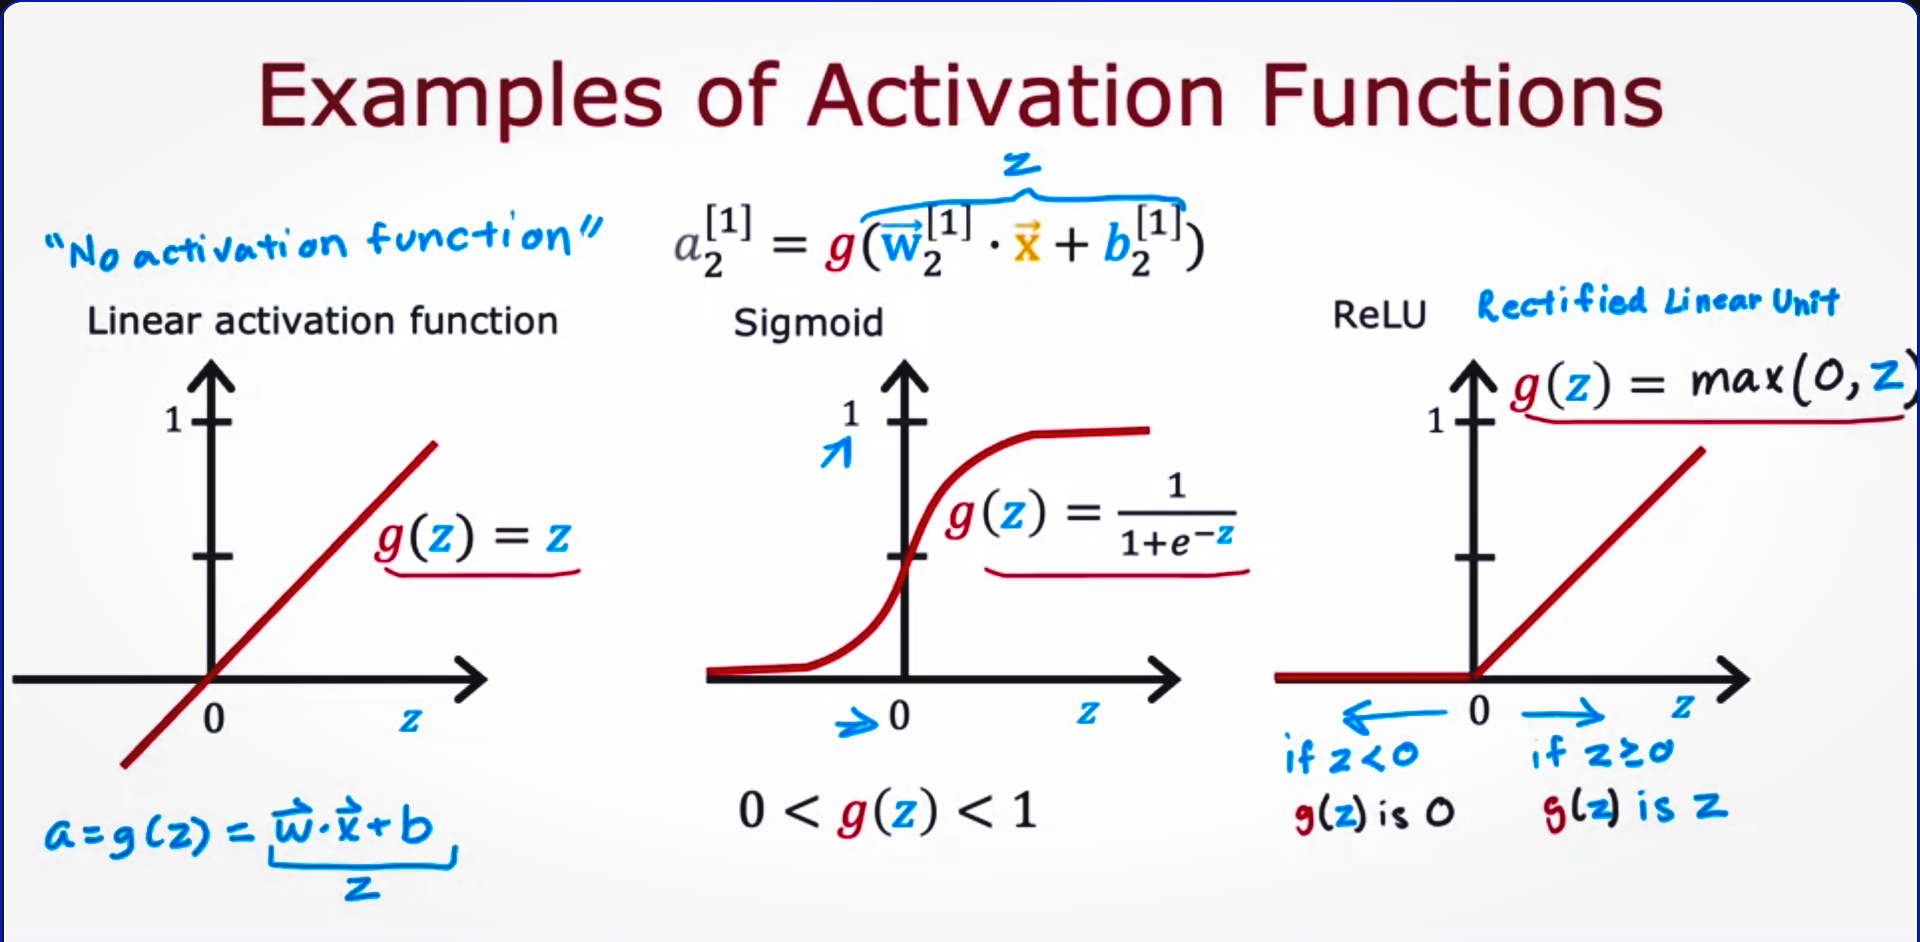 Examples of Activation Functions
z
"No activation function"
a₂^[1] = g(w⃗₂^[1] · x⃗ + b₂^[1])
Linear activation function
1
g(z) = z
0
z
a = g(z) = w⃗·x⃗ + b
z
Sigmoid
1
g(z) = 1/(1+e^−z)
0
z
0 < g(z) < 1
ReLU Rectified Linear Unit
g(z) = max(0, z)
1
0
z
if z < 0
g(z) is 0
if z ≥ 0
g(z) is z